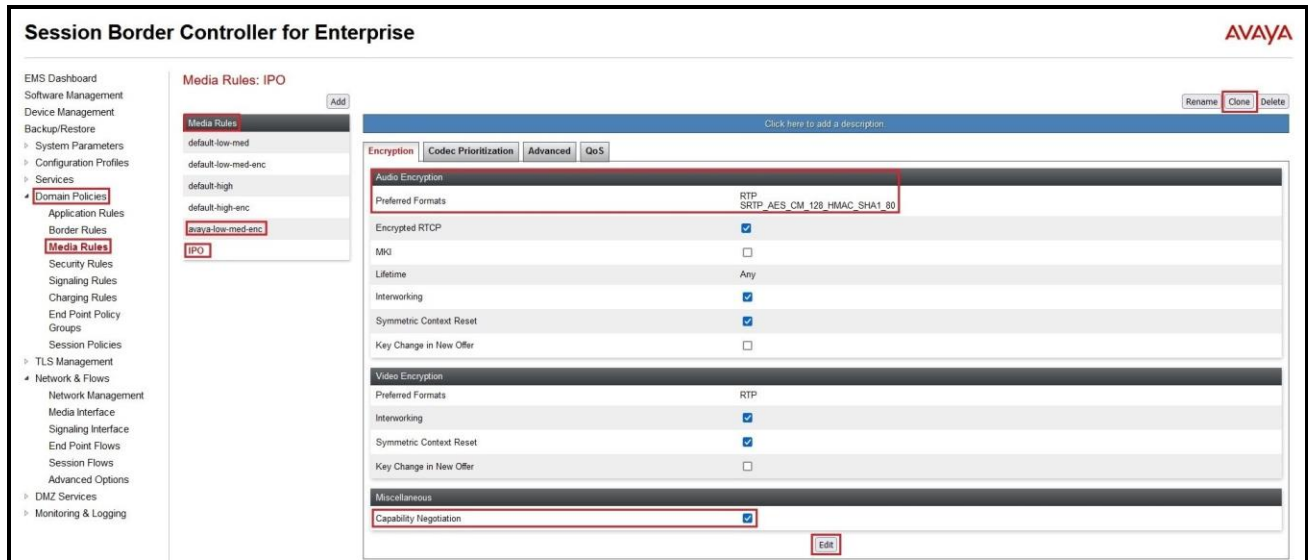 Session Border Controller for Enterprise
AVAYA
EMS Dashboard
Software Management
Device Management
Backup/Restore
System Parameters
Configuration Profiles
Services
Domain Policies
Application Rules
Border Rules
Media Rules
Security Rules
Signaling Rules
Charging Rules
End Point Policy
Groups
Session Policies
TLS Management
Network & Flows
Network Management
Media Interface
Signaling Interface
End Point Flows
Session Flows
Advanced Options
DMZ Services
Monitoring & Logging
Media Rules: IPO
Add
Rename Clone Delete
Media Rules
default-low-med
default-low-med-enc
default-high
default-high-enc
avaya-low-med-enc
IPO
Click here to add a description.
Encryption Codec Prioritization Advanced QoS
Audio Encryption
Preferred Formats RTP
SRTP_AES_CM_128_HMAC_SHA1_80
Encrypted RTCP
MKI
Lifetime Any
Interworking
Symmetric Context Reset
Key Change in New Offer
Video Encryption
Preferred Formats RTP
Interworking
Symmetric Context Reset
Key Change in New Offer
Miscellaneous
Capability Negotiation
Edit